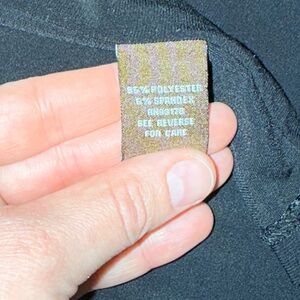 95% POLYESTER
5% SPANDEX
SEE REVERSE
FOR CARE